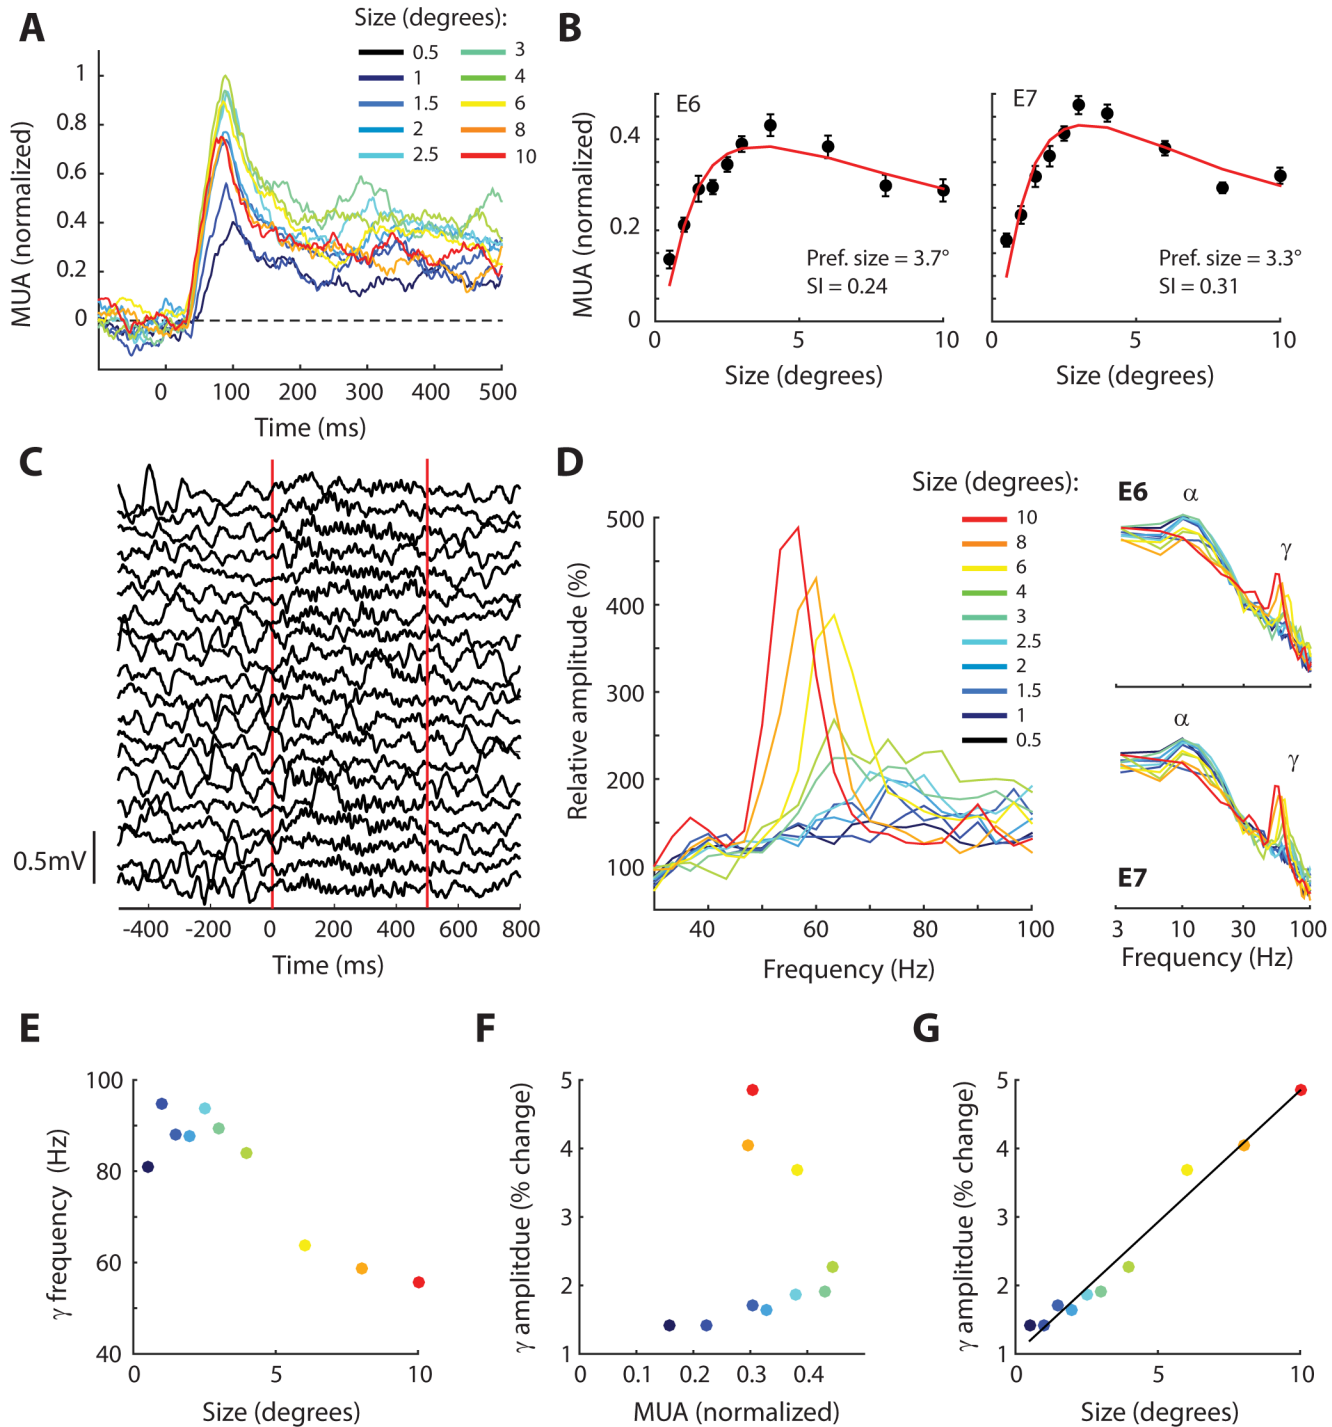 A
Size (degrees):
0.5 3
1 4
1.5 6
2 8
2.5 10
MUA (normalized)
1
0.8
0.6
0.4
0.2
0
0 100 200 300 400 500
Time (ms)
B
E6
MUA (normalized)
0.4
0.2
0
Pref. size = 3.7°
SI = 0.24
0 5 10
Size (degrees)
E7
Pref. size = 3.3°
SI = 0.31
0 5 10
Size (degrees)
C
0.5mV
-400 -200 0 200 400 600 800
Time (ms)
D
Size (degrees):
10
8
6
4
3
2.5
2
1.5
1
0.5
Relative amplitude (%)
500
400
300
200
100
40 60 80 100
Frequency (Hz)
E6
α
γ
α
γ
E7
3 10 30 100
Frequency (Hz)
E
γ frequency (Hz)
100
80
60
40
0 5 10
Size (degrees)
F
γ amplitdue (% change)
5
4
3
2
1
0 0.1 0.2 0.3 0.4
MUA (normalized)
G
γ amplitdue (% change)
5
4
3
2
1
0 5 10
Size (degrees)